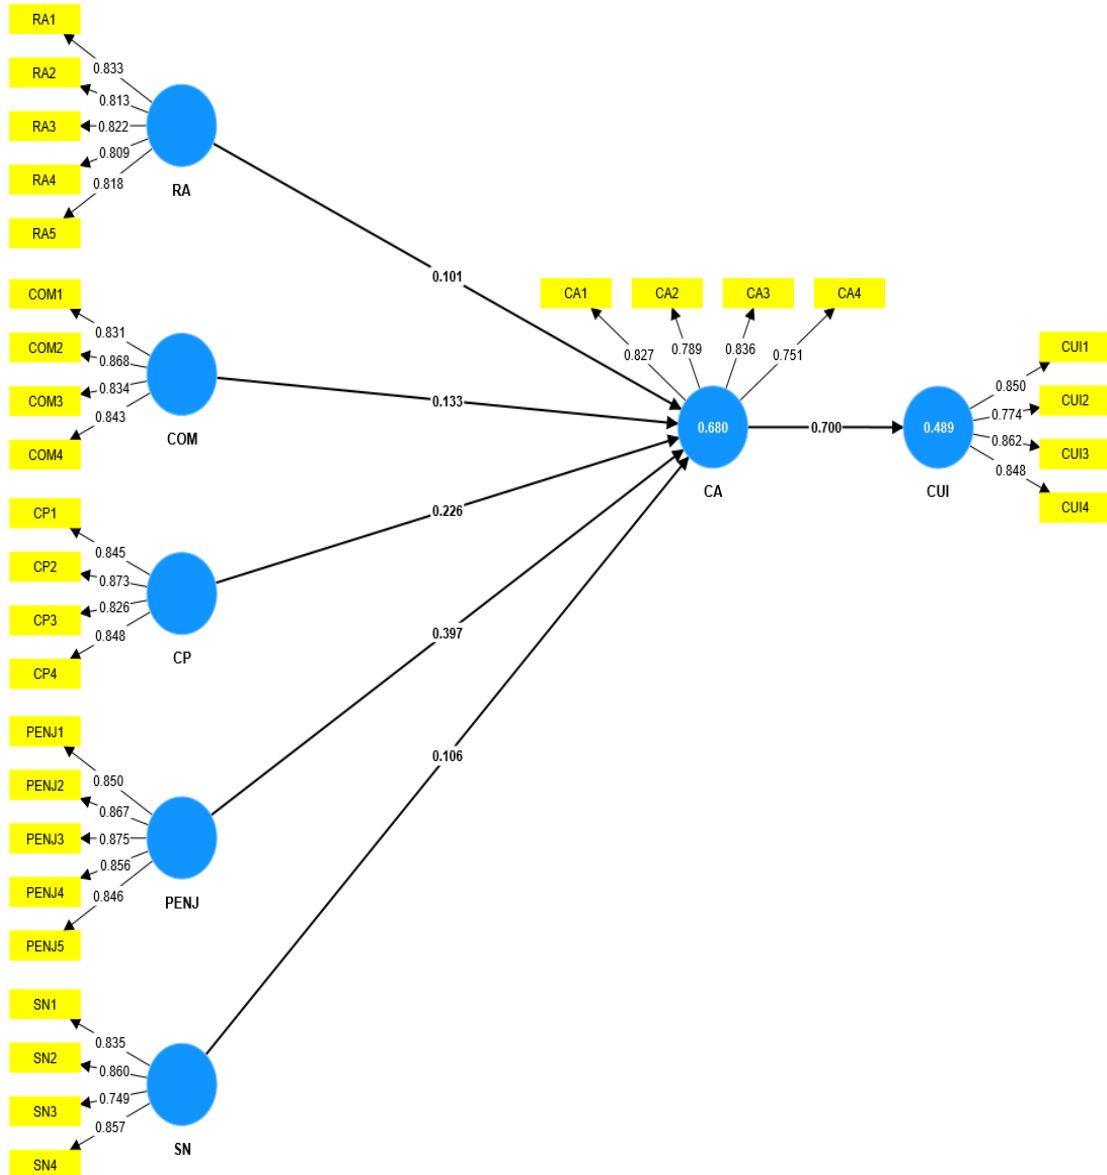 RA1
0.833
RA2
0.813
RA3
0.822
RA4
0.809
0.818
RA5
RA
0.101
COM1
0.831
COM2
0.868
COM3
0.834
0.843
COM4
COM
0.133
CP1
0.845
CP2
0.873
CP3
0.826
0.848
CP4
CP
0.226
PENJ1
0.850
PENJ2
0.867
PENJ3
0.875
PENJ4
0.856
0.846
PENJ5
PENJ
0.397
SN1
0.835
SN2
0.860
SN3
0.749
0.857
SN4
SN
0.106
CA1 CA2 CA3 CA4
0.827 0.789 0.836 0.751
0.680
CA
0.700
0.489
CUI
CUI1
0.850
CUI2
0.774
CUI3
0.862
0.848
CUI4